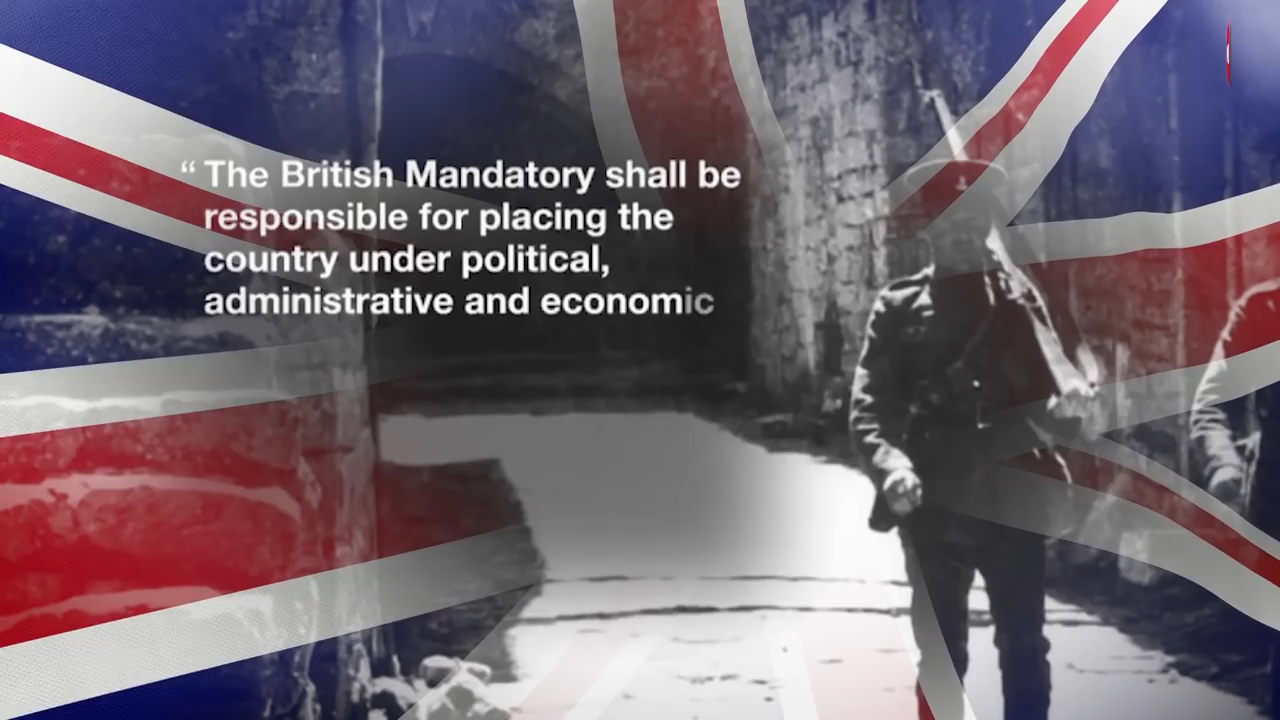 “ The British Mandatory shall be
responsible for placing the
country under political,
administrative and economic